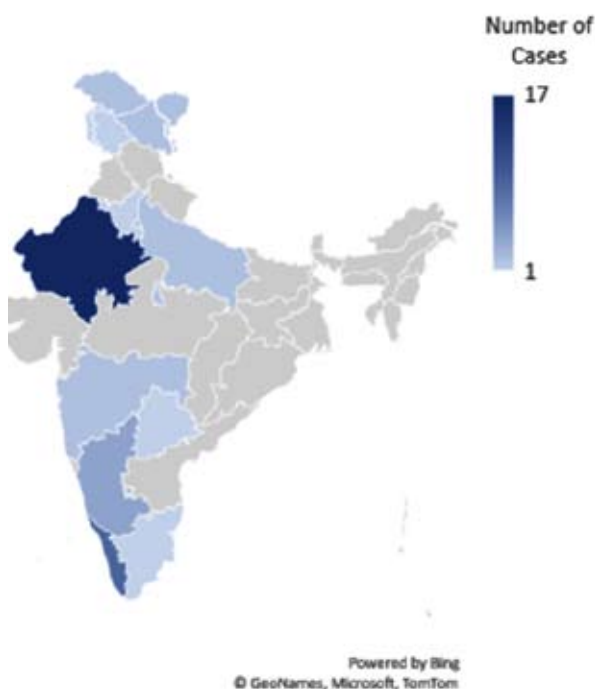 Number of
Cases
17
1
Powered by Bing
© GeoNames, Microsoft, TomTom